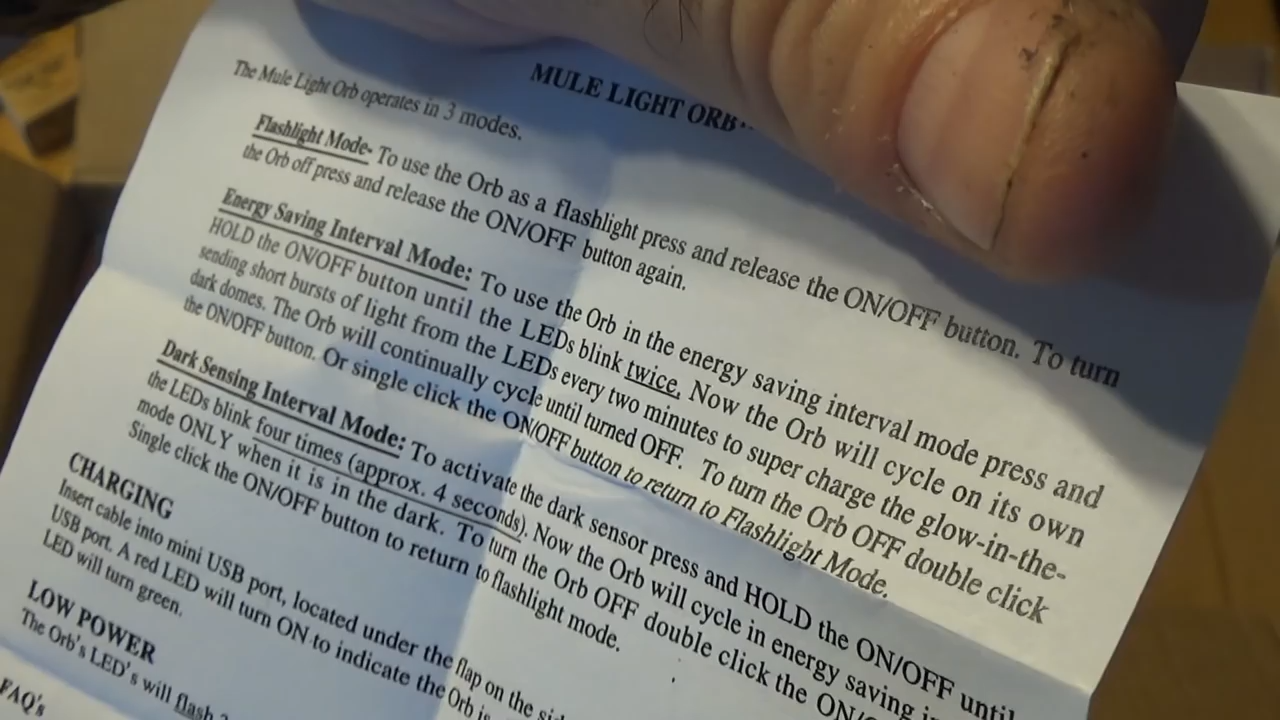 MULE LIGHT ORB
The Mule Light Orb operates in 3 modes.
Flashlight Mode- To use the Orb as a flashlight press and release the ON/OFF button. To turn
the Orb off press and release the ON/OFF button again.
Energy Saving Interval Mode: To use the Orb in the energy saving interval mode press and
HOLD the ON/OFF button until the LEDs blink twice. Now the Orb will cycle on its own
sending short bursts of light from the LEDs every two minutes to super charge the glow-in-the-
dark domes. The Orb will continually cycle until turned OFF. To turn the Orb OFF double click
the ON/OFF button. Or single click the ON/OFF button to return to Flashlight Mode.
Dark Sensing Interval Mode: To activate the dark sensor press and HOLD the ON/OFF until
the LEDs blink four times (approx. 4 seconds). Now the Orb will cycle in energy saving
mode ONLY when it is in the dark. To turn the Orb OFF double click the
Single click the ON/OFF button to return to flashlight mode.
CHARGING
Insert cable into mini USB port, located under the flap on the
USB port. A red LED will turn ON to indicate the Orb is
LED will turn green.
LOW POWER
The Orb's LED's will flash
FAQ's